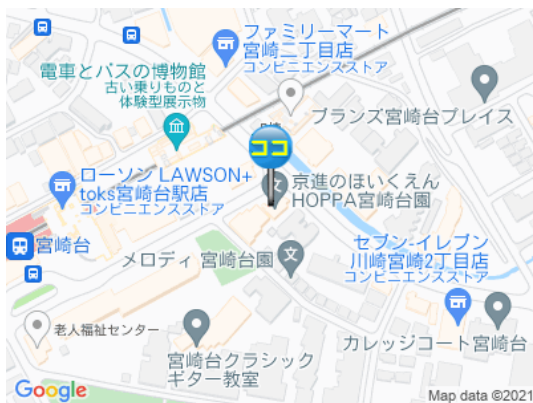 ファミリーマート
宮崎二丁目店
コンビニエンスストア
電車とバスの博物館
古い乗りものと
体験型展示物
ブランズ宮崎台プレイス
ココ
ローソン LAWSON+
toks宮崎台駅店
コンビニエンスストア
京進のほいくえん
HOPPA宮崎台園
宮崎台
メロディ 宮崎台園
セブン-イレブン
川崎宮崎2丁目店
コンビニエンスストア
老人福祉センター
カレッジコート宮崎台
宮崎台クラシック
ギター教室
Google
Map data ©2021